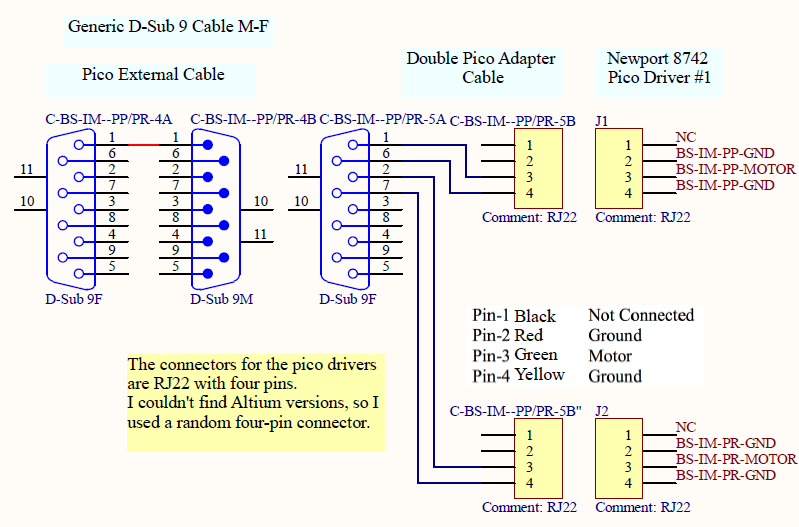 Generic D-Sub 9 Cable M-F
Pico External Cable
Double Pico Adapter
Cable
Newport 8742
Pico Driver #1
C-BS-IM--PP/PR-4A
C-BS-IM--PP/PR-4B
C-BS-IM--PP/PR-5A
C-BS-IM--PP/PR-5B
J1
1
6
2
7
3
8
4
9
5
11
10
D-Sub 9F
1
6
2
7
3
8
4
9
5
10
11
D-Sub 9M
1
6
2
7
3
8
4
9
5
11
10
D-Sub 9F
1
2
3
4
Comment: RJ22
1
2
3
4
NC
BS-IM-PP-GND
BS-IM-PP-MOTOR
BS-IM-PP-GND
Comment: RJ22
Pin-1 Black Not Connected
Pin-2 Red Ground
Pin-3 Green Motor
Pin-4 Yellow Ground
The connectors for the pico drivers
are RJ22 with four pins.
I couldn't find Altium versions, so I
used a random four-pin connector.
C-BS-IM--PP/PR-5B"
J2
1
2
3
4
Comment: RJ22
1
2
3
4
NC
BS-IM-PR-GND
BS-IM-PR-MOTOR
BS-IM-PR-GND
Comment: RJ22